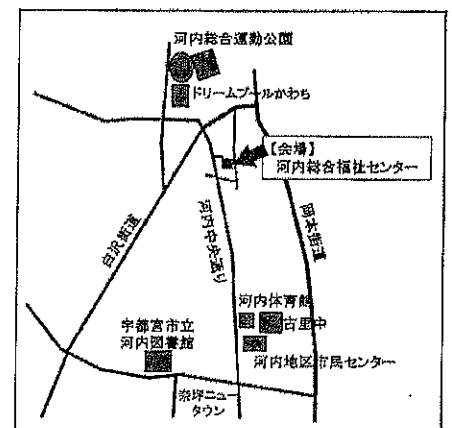 河内総合運動公園
ドリームプールかわち
【会場】
河内総合福祉センター
白沢街道
河内中央通り
岡本街道
河内体育館
古里中
河内地区市民センター
宇都宮市立
河内図書館
奈坪ニュー
タウン